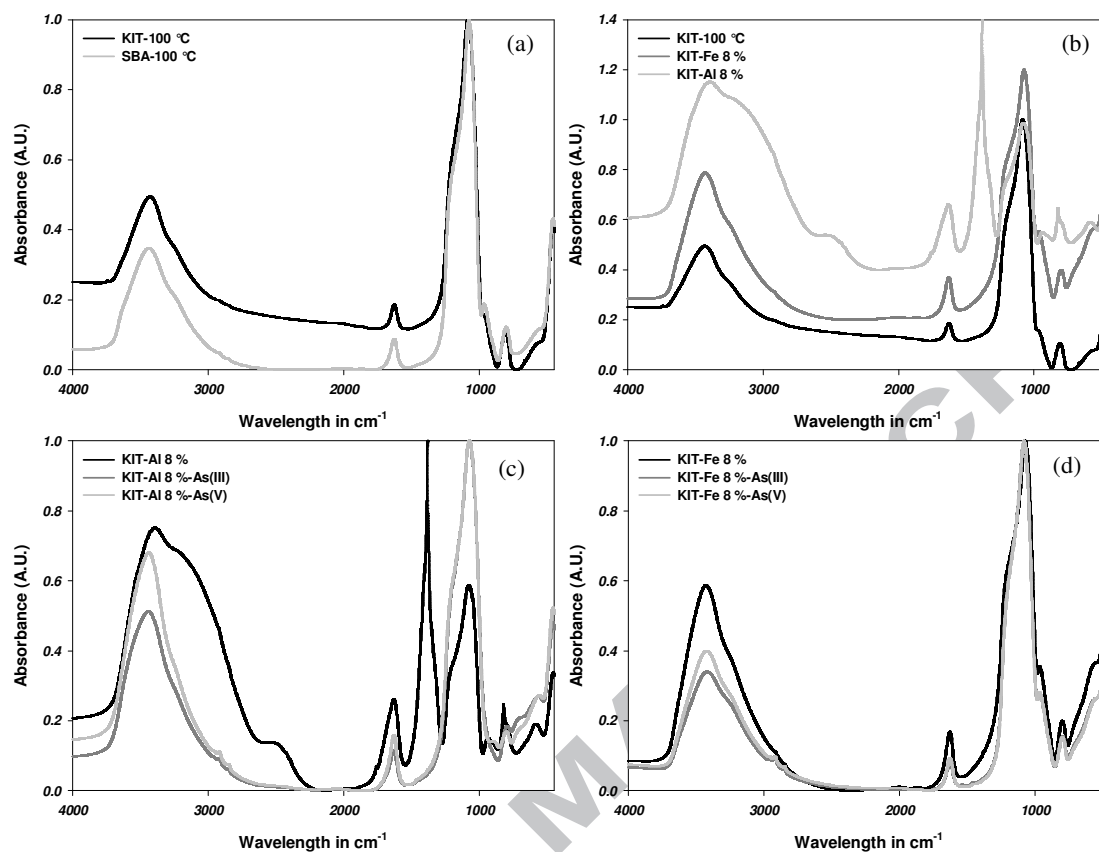 KIT-100 °C
SBA-100 °C
(a)
Absorbance (A.U.)
1.0
0.8
0.6
0.4
0.2
0.0
4000 3000 2000 1000
Wavelength in cm-1
KIT-100 °C
KIT-Fe 8 %
KIT-Al 8 %
(b)
Absorbance (A.U.)
1.4
1.2
1.0
0.8
0.6
0.4
0.2
0.0
4000 3000 2000 1000
Wavelength in cm-1
KIT-Al 8 %
KIT-Al 8 %-As(III)
KIT-Al 8 %-As(V)
(c)
Absorbance (A.U.)
1.0
0.8
0.6
0.4
0.2
0.0
4000 3000 2000 1000
Wavelength in cm-1
KIT-Fe 8 %
KIT-Fe 8 %-As(III)
KIT-Fe 8 %-As(V)
(d)
Absorbance (A.U.)
1.0
0.8
0.6
0.4
0.2
0.0
4000 3000 2000 1000
Wavelength in cm-1